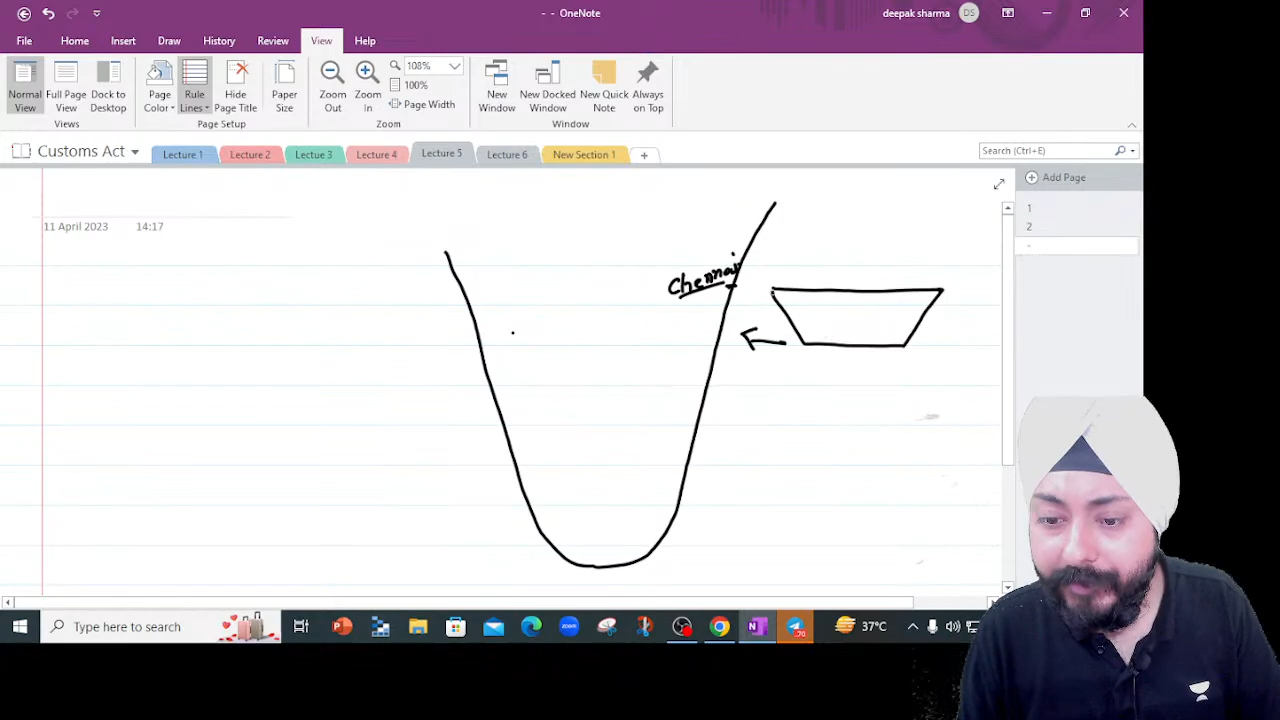 - - OneNote
deepak sharma
DS
File
Home
Insert
Draw
History
Review
View
Help
Normal View
Full Page View
Dock to Desktop
Page Color
Rule Lines
Hide Page Title
Paper Size
Zoom Out
Zoom In
108%
100%
Page Width
New Window
New Docked Window
New Quick Note
Always on Top
Views
Page Setup
Zoom
Window
Customs Act
Lecture 1
Lecture 2
Lectue 3
Lecture 4
Lecture 5
Lecture 6
New Section 1
+
Search (Ctrl+E)
Add Page
1
2
-
11 April 2023
14:17
Chennai
Type here to search
zoom
70
37°C